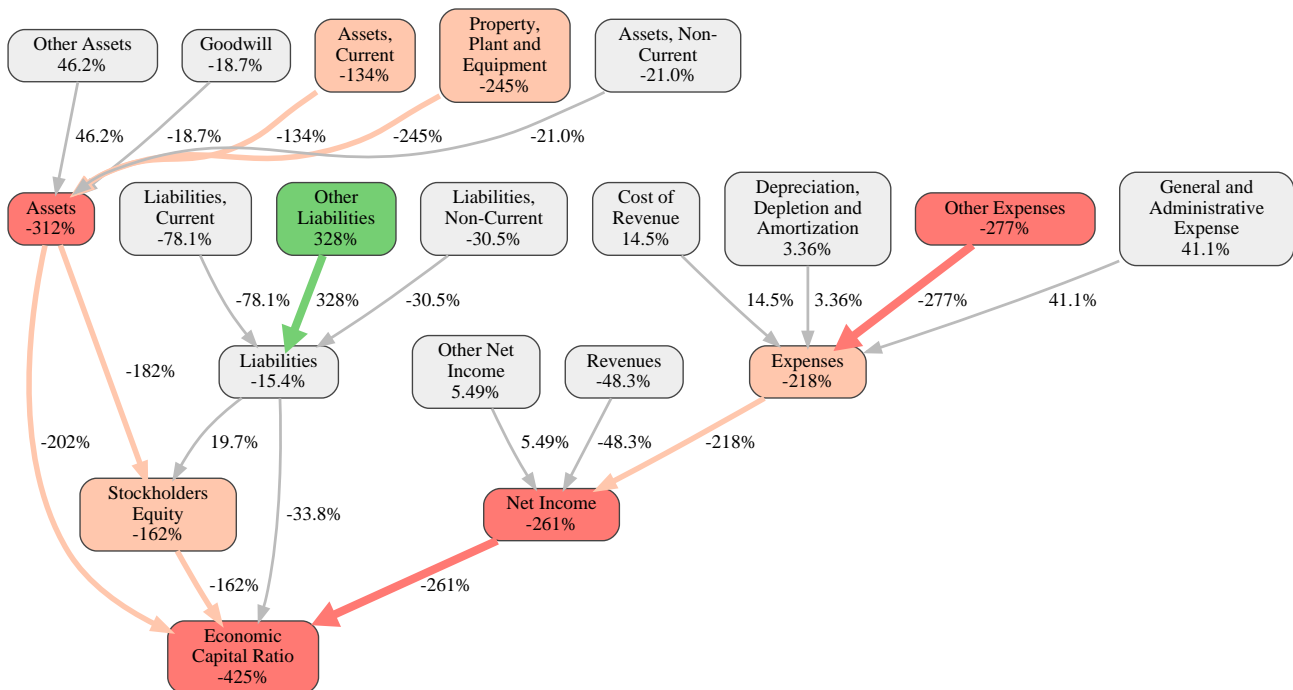 Other Assets
46.2%
Goodwill
-18.7%
Assets,
Current
-134%
Property,
Plant and
Equipment
-245%
Assets, Non-
Current
-21.0%
46.2%
-18.7%
-134%
-245%
-21.0%
Assets
-312%
Liabilities,
Current
-78.1%
Other
Liabilities
328%
Liabilities,
Non-Current
-30.5%
Cost of
Revenue
14.5%
Depreciation,
Depletion and
Amortization
3.36%
Other Expenses
-277%
General and
Administrative
Expense
41.1%
-78.1%
328%
-30.5%
14.5%
3.36%
-277%
41.1%
-182%
Liabilities
-15.4%
Other Net
Income
5.49%
Revenues
-48.3%
Expenses
-218%
-202%
19.7%
5.49%
-48.3%
-218%
Stockholders
Equity
-162%
-33.8%
Net Income
-261%
-162%
-261%
Economic
Capital Ratio
-425%